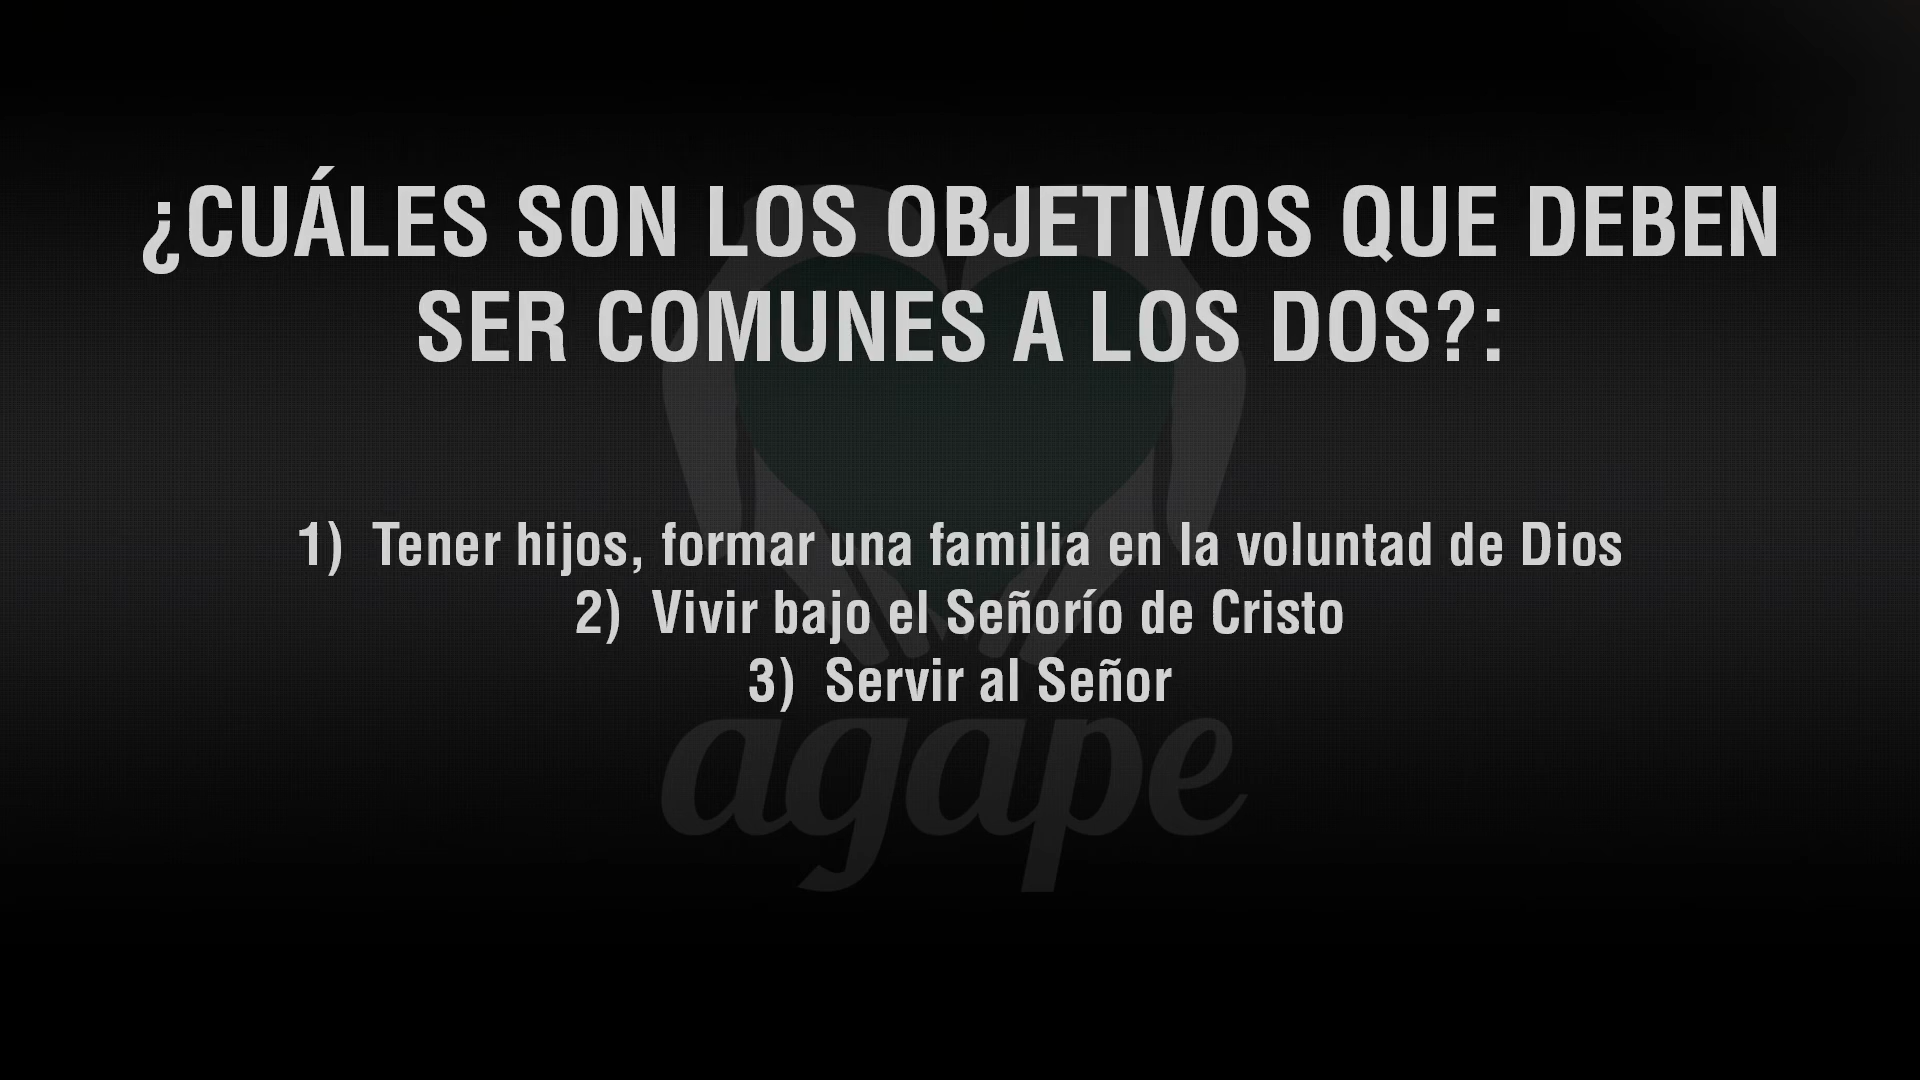 ¿CUÁLES SON LOS OBJETIVOS QUE DEBEN
SER COMUNES A LOS DOS?:
1) Tener hijos, formar una familia en la voluntad de Dios
2) Vivir bajo el Señorío de Cristo
3) Servir al Señor
agape